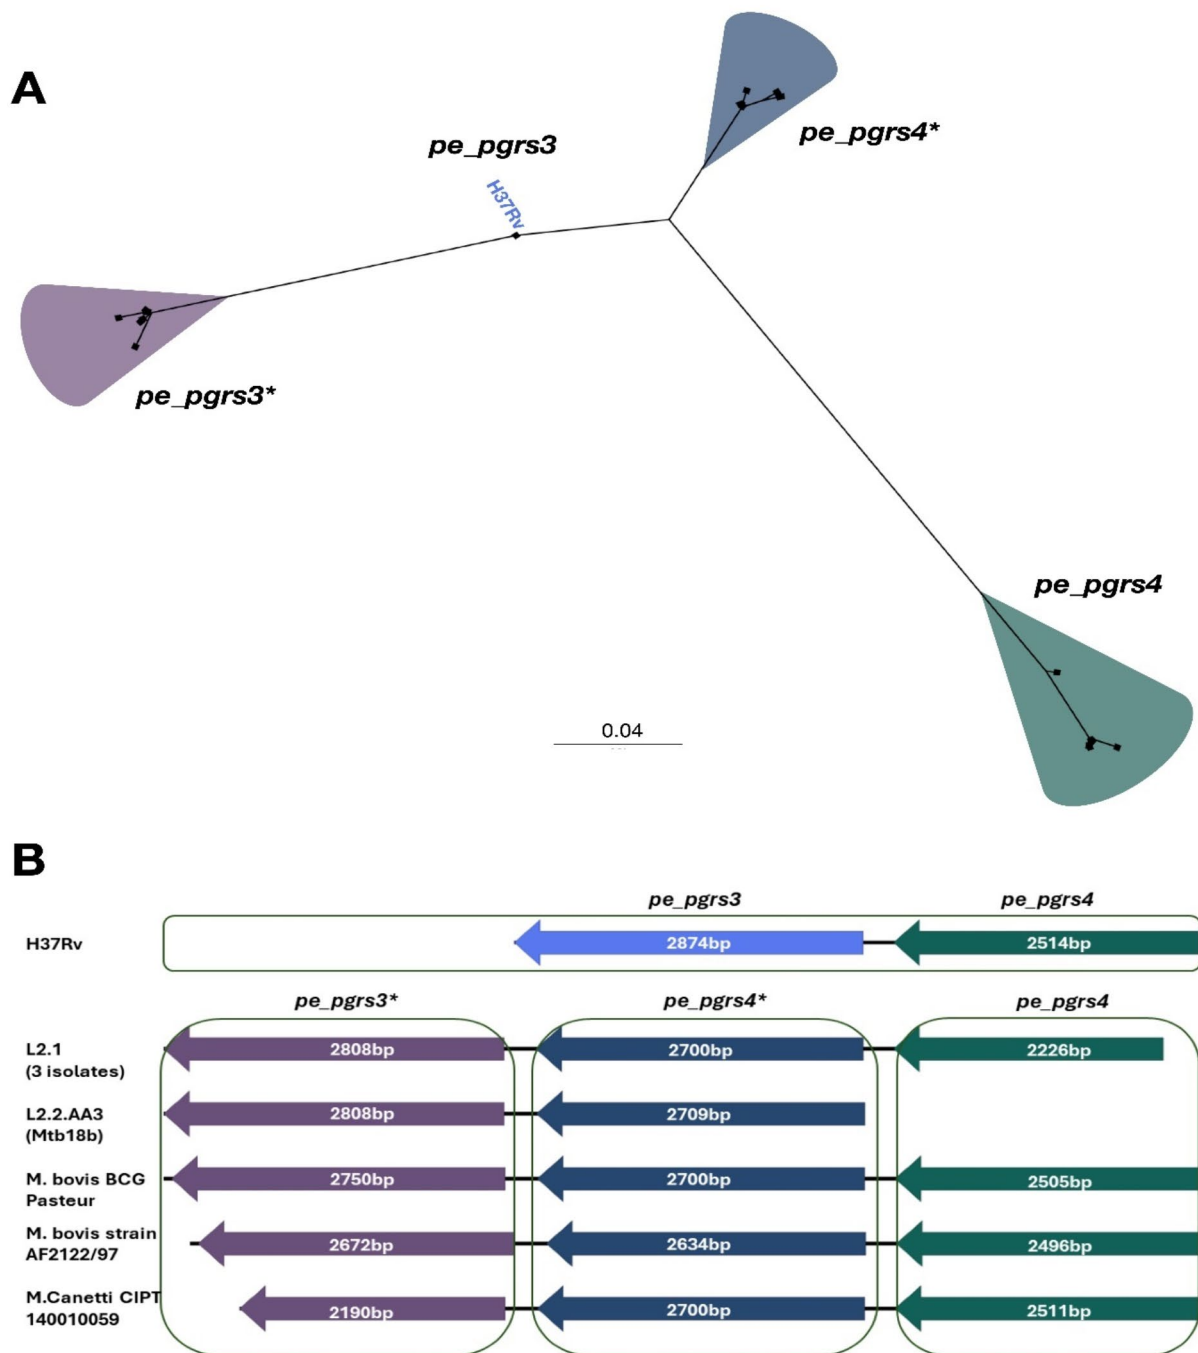 A
pe_pgrs3
H37Rv
pe_pgrs4*
pe_pgrs3*
pe_pgrs4
0.04
B
pe_pgrs3
pe_pgrs4
H37Rv
2874bp
2514bp
pe_pgrs3*
pe_pgrs4*
pe_pgrs4
L2.1
(3 isolates)
2808bp
2700bp
2226bp
L2.2.AA3
(Mtb18b)
2808bp
2709bp
M. bovis BCG
Pasteur
2750bp
2700bp
2505bp
M. bovis strain
AF2122/97
2672bp
2634bp
2496bp
M.Canetti CIPT
140010059
2190bp
2700bp
2511bp